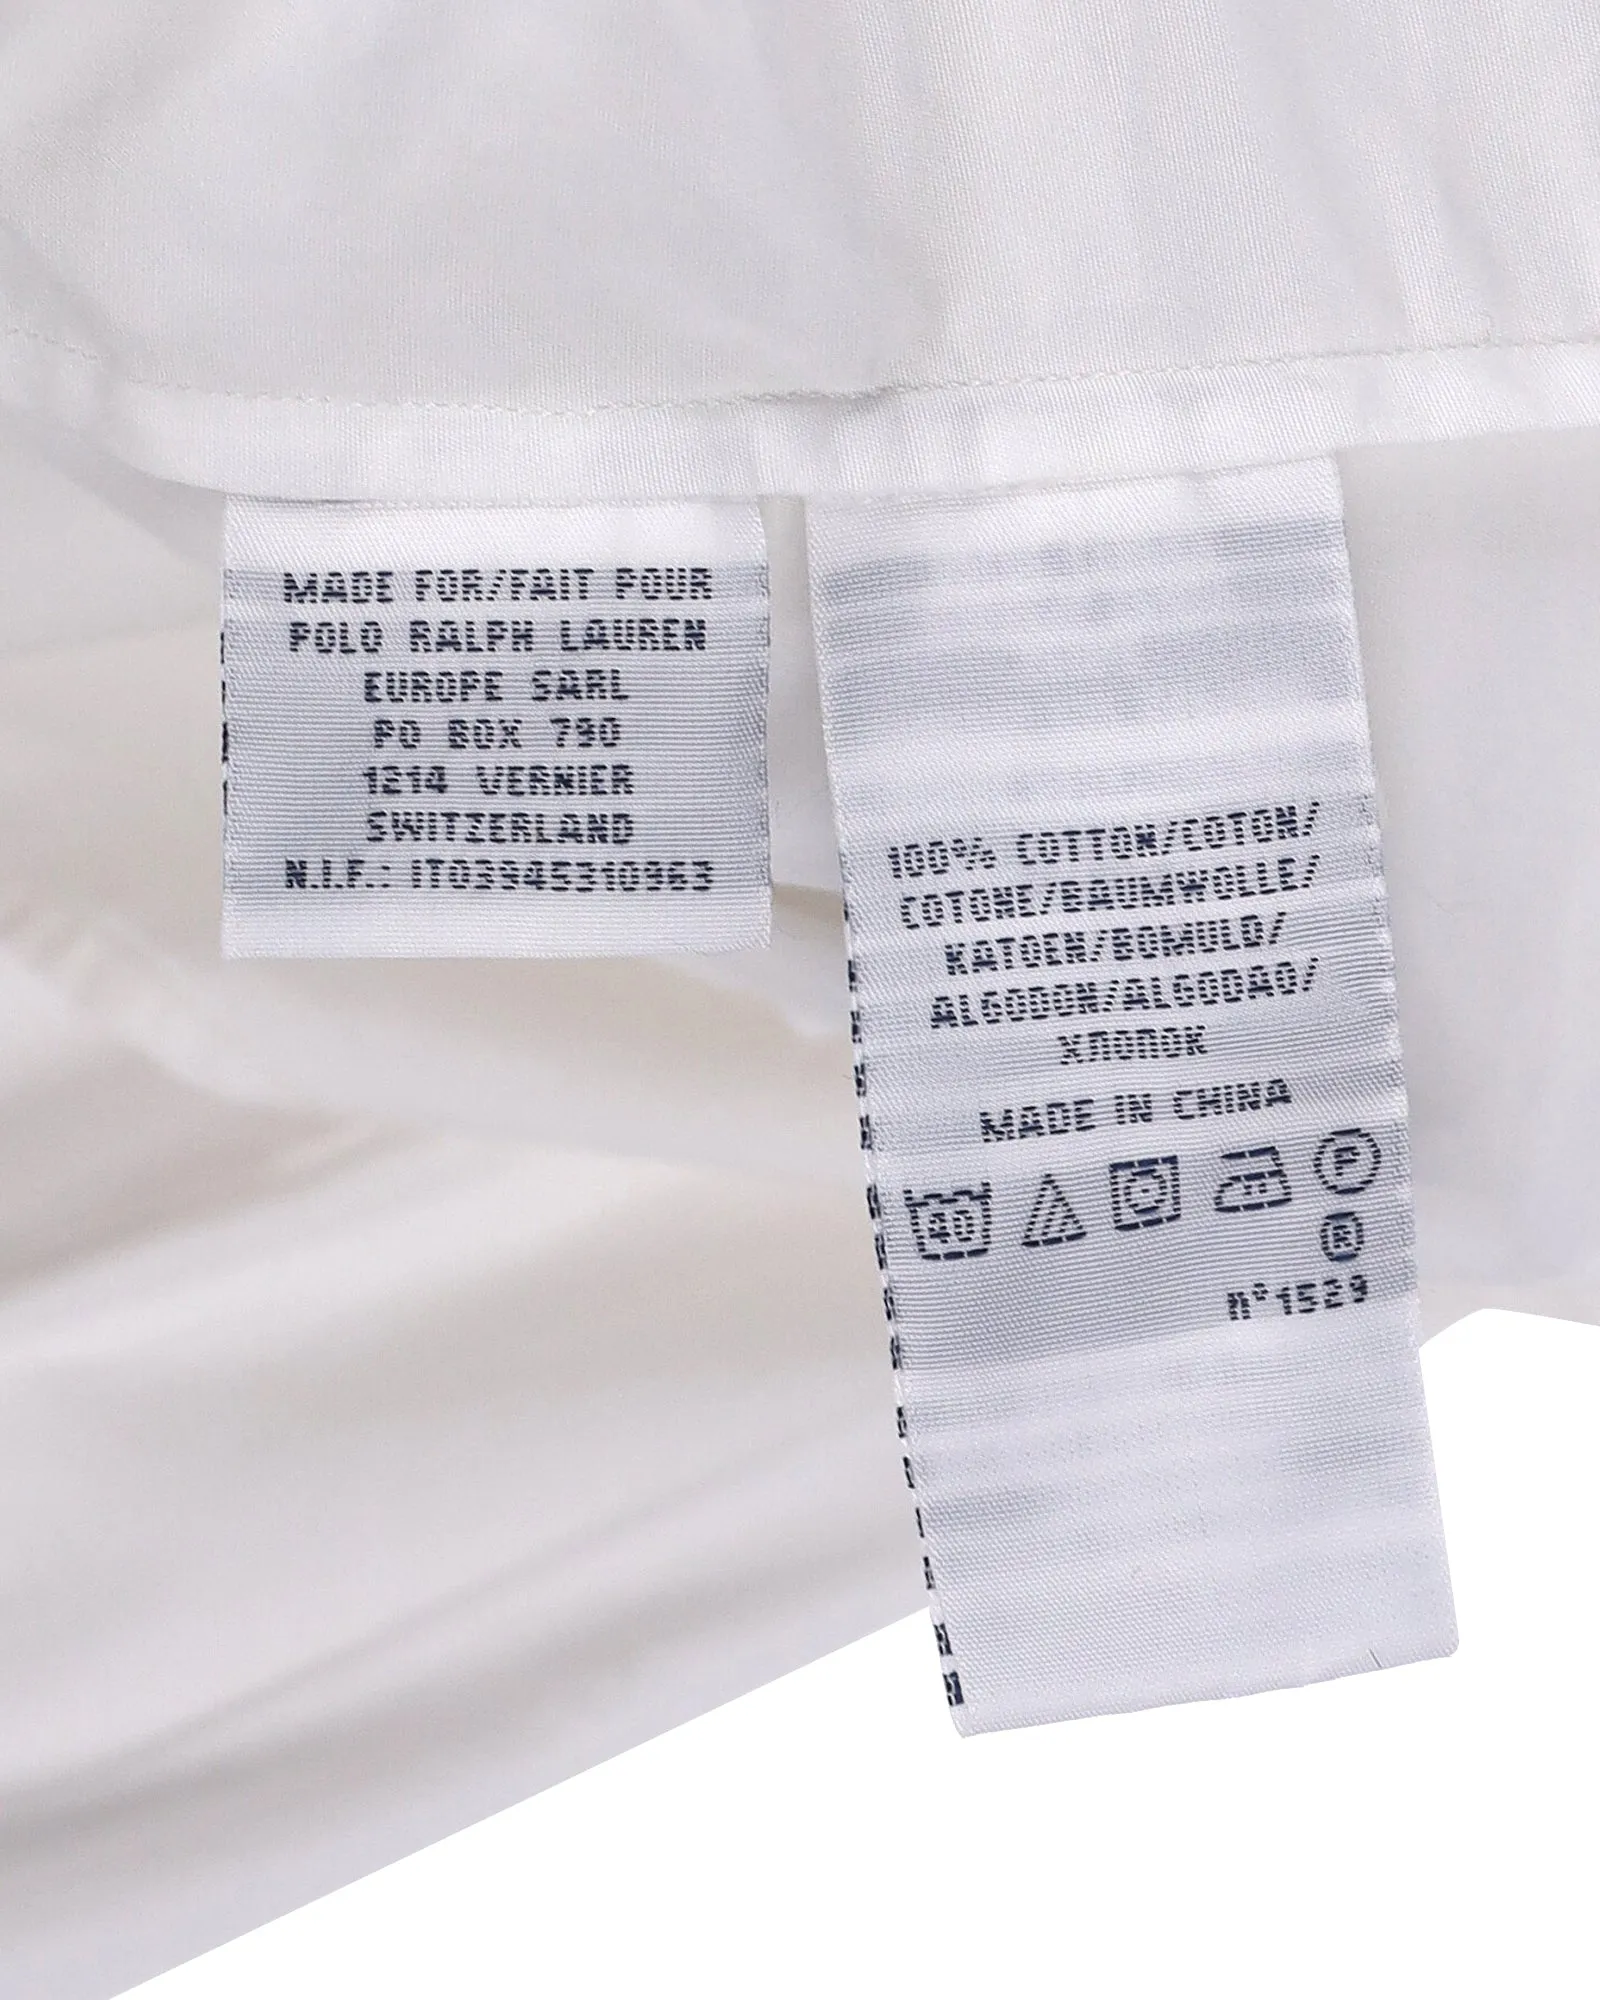 MADE FOR/FAIT POUR
POLO RALPH LAUREN
EUROPE SARL
PO BOX 790
1214 VERNIER
SWITZERLAND
N.I.F.: IT03945310963
100% COTTON/COTON/
COTONE/BAUMWOLLE/
KATOEN/BOMULD/
ALGODON/ALGODAO/
ХЛОПОК
MADE IN CHINA
40
P
R
N°1529